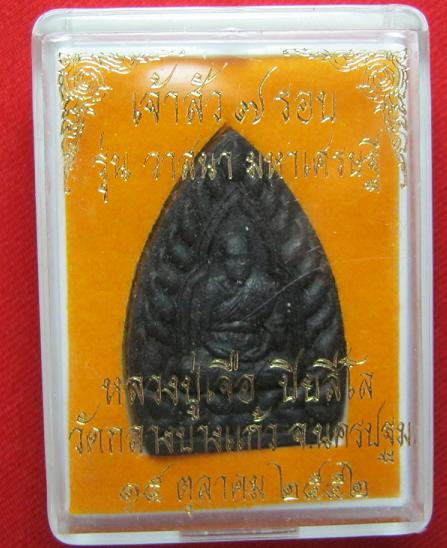 เจ้าสัว ๗ รอบ
รุ่น วาสนา มหาเศรษฐี
หลวงปู่เจือ ปิยสีโล
วัดกลางบางแก้ว จ.นครปฐม.
๑๕ ตุลาคม ๒๕๕๒